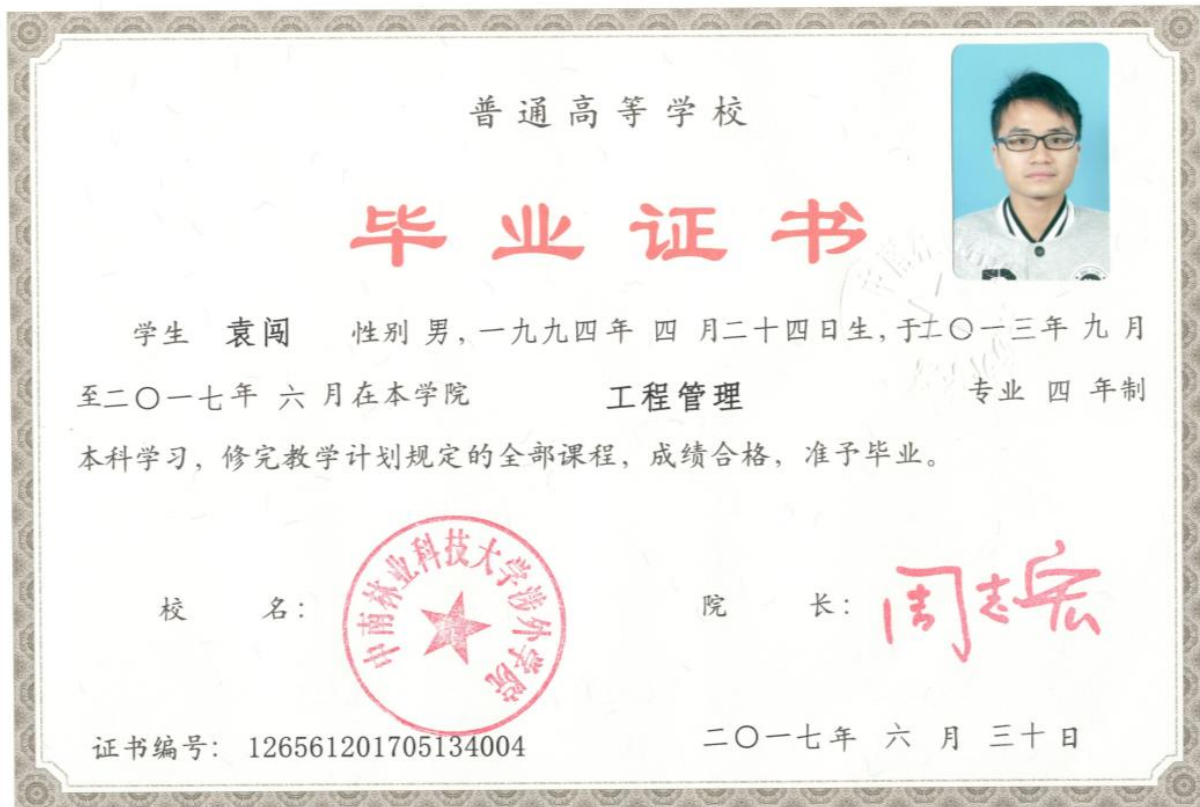 普通高等学校
毕业证书
学生 袁闯 性别 男，一九九四年 四 月二十四日生，于二〇一三年 九 月
至二〇一七年 六 月在本学院 工程管理 专业 四 年制
本科学习，修完教学计划规定的全部课程，成绩合格，准予毕业。
校 名：
中南林业科技大学涉外学院
院 长：
周志宏
证书编号： 126561201705134004
二〇一七年 六 月 三十日